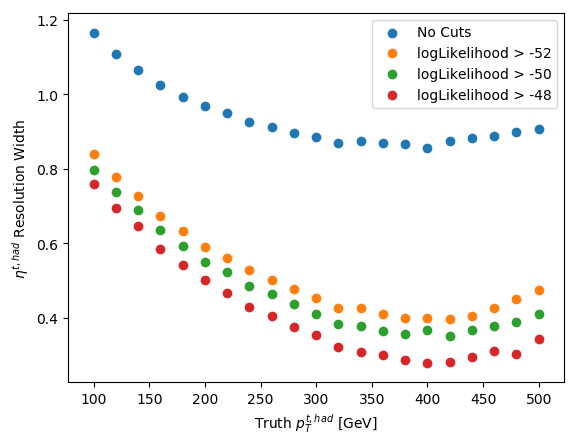 No Cuts
logLikelihood > -52
logLikelihood > -50
logLikelihood > -48
η^{t, had} Resolution Width
1.2
1.0
0.8
0.6
0.4
100 150 200 250 300 350 400 450 500
Truth p_T^{t, had} [GeV]